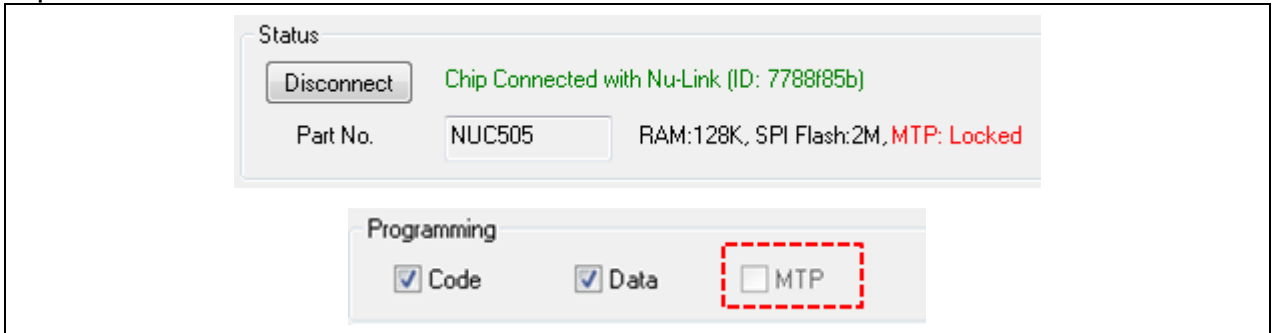 Status
Disconnect Chip Connected with Nu-Link (ID: 7788f85b)
Part No. NUC505 RAM:128K, SPI Flash:2M, MTP: Locked
Programming
Code Data MTP